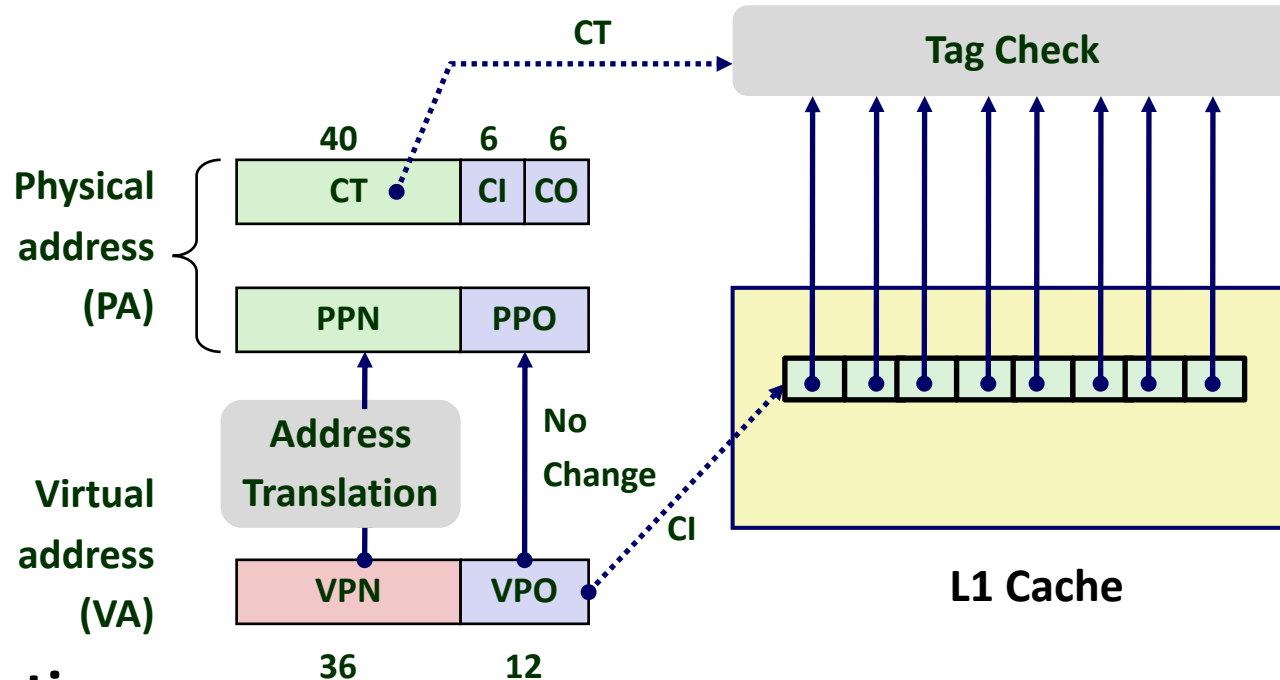 CT
Tag Check
40 6 6
Physical
address
(PA)
CT CI CO
PPN PPO
Address
Translation
No
Change
Virtual
address
(VA)
CI
VPN VPO
L1 Cache
36 12